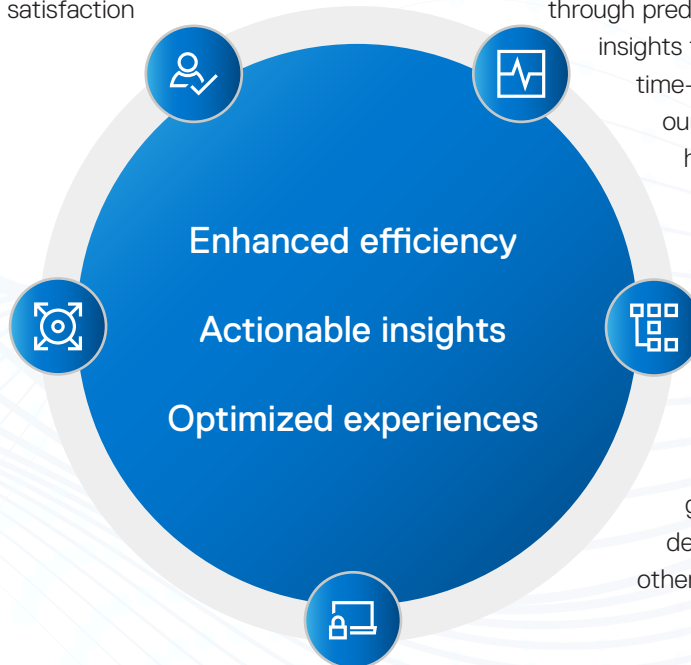 satisfaction
through pred
insights
time-
ou
h
Enhanced efficiency
Actionable insights
Optimized experiences
g
de
other